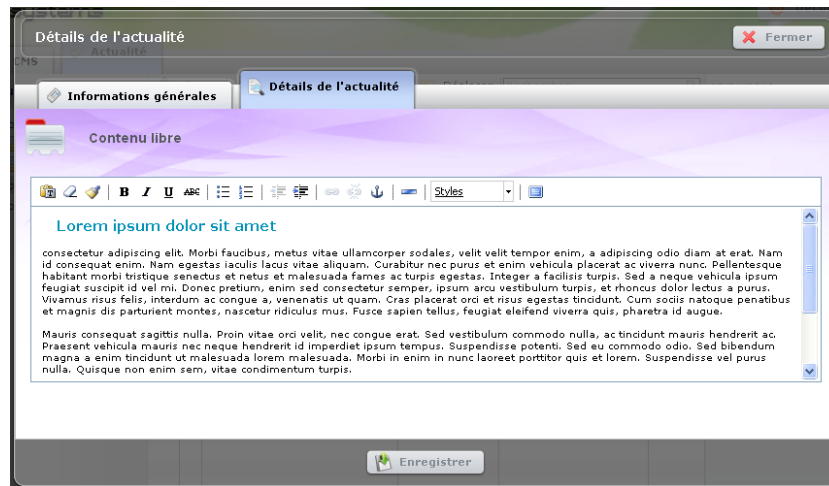 systems
Détails de l'actualité
Fermer
Actualité
CMS
Informations générales
Détails de l'actualité
Contenu libre
B I U ABC Styles
Lorem ipsum dolor sit amet
consectetur adipiscing elit. Morbi faucibus, metus vitae ullamcorper sodales, velit velit tempor enim, a adipiscing odio diam at erat. Nam
id consequat enim. Nam egestas iaculis lacus vitae aliquam. Curabitur nec purus et enim vehicula placerat ac viverra nunc. Pellentesque
habitant morbi tristique senectus et netus et malesuada fames ac turpis egestas. Integer a facilisis turpis. Sed a neque vehicula ipsum
feugiat suscipit id vel mi. Donec pretium, enim sed consectetur semper, ipsum arcu vestibulum turpis, et rhoncus dolor lectus a purus.
Vivamus risus felis, interdum ac congue a, venenatis ut quam. Cras placerat orci et risus egestas tincidunt. Cum sociis natoque penatibus
et magnis dis parturient montes, nascetur ridiculus mus. Fusce sapien tellus, feugiat eleifend viverra quis, pharetra id augue.
Mauris consequat sagittis nulla. Proin vitae orci velit, nec congue erat. Sed vestibulum commodo nulla, ac tincidunt mauris hendrerit ac.
Praesent vehicula mauris nec neque hendrerit id imperdiet ipsum tempus. Suspendisse potenti. Sed eu commodo odio. Sed bibendum
magna a enim tincidunt ut malesuada lorem malesuada. Morbi in enim in nunc laoreet porttitor quis et lorem. Suspendisse vel purus
nulla. Quisque non enim sem, vitae condimentum turpis.
Enregistrer